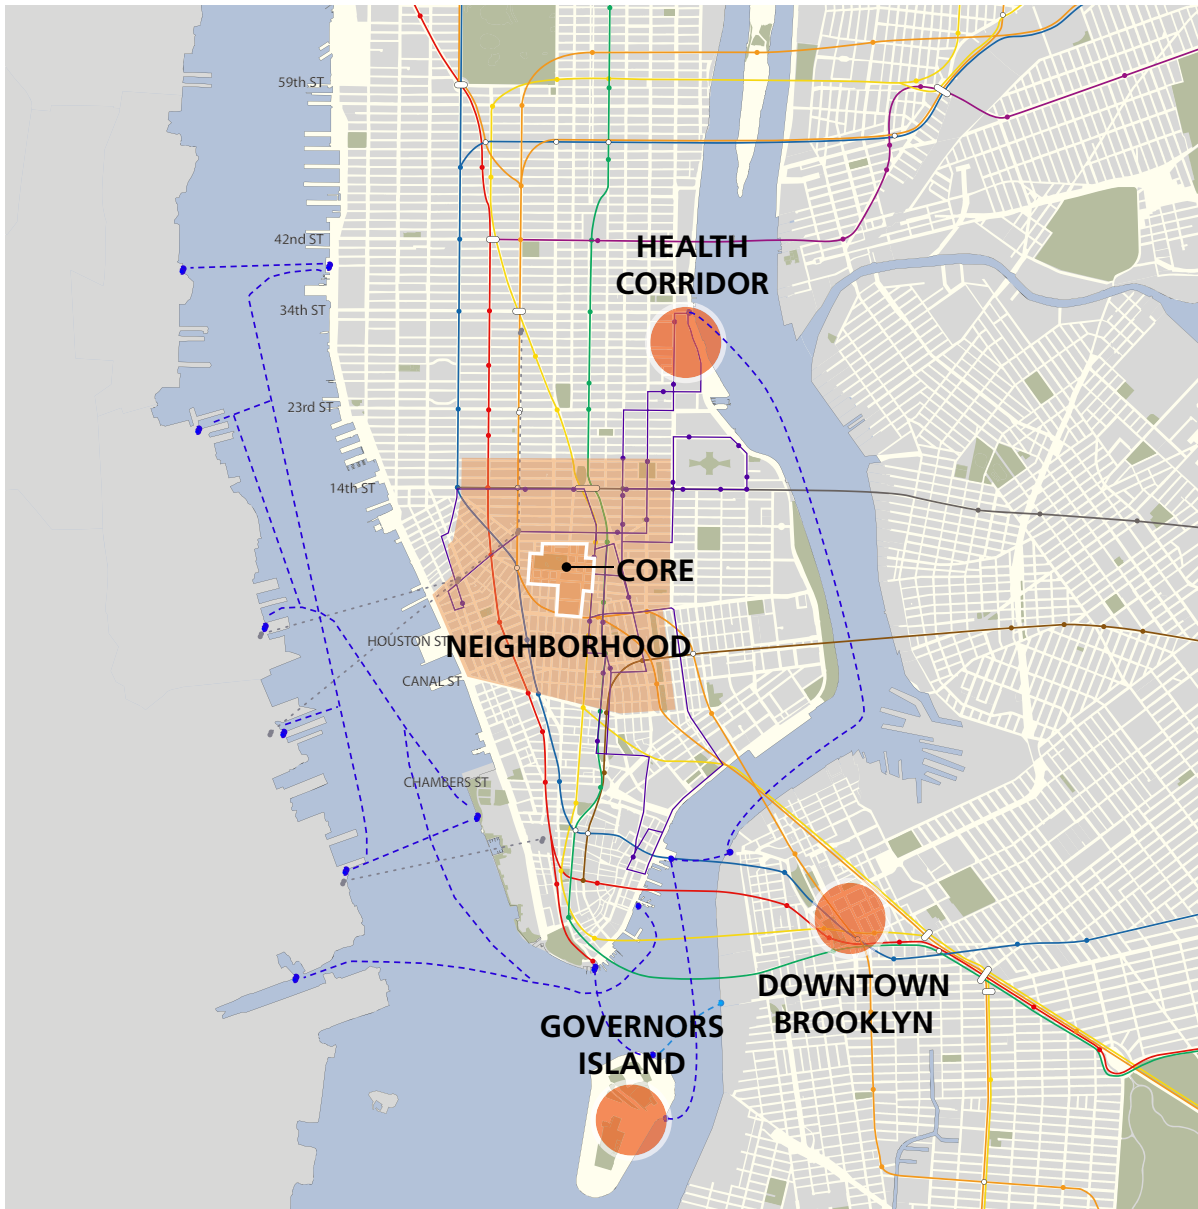 59th ST
42nd ST
HEALTH
CORRIDOR
34th ST
23rd ST
14th ST
CORE
HOUSTON ST
NEIGHBORHOOD
CANAL ST
CHAMBERS ST
DOWNTOWN
BROOKLYN
GOVERNORS
ISLAND